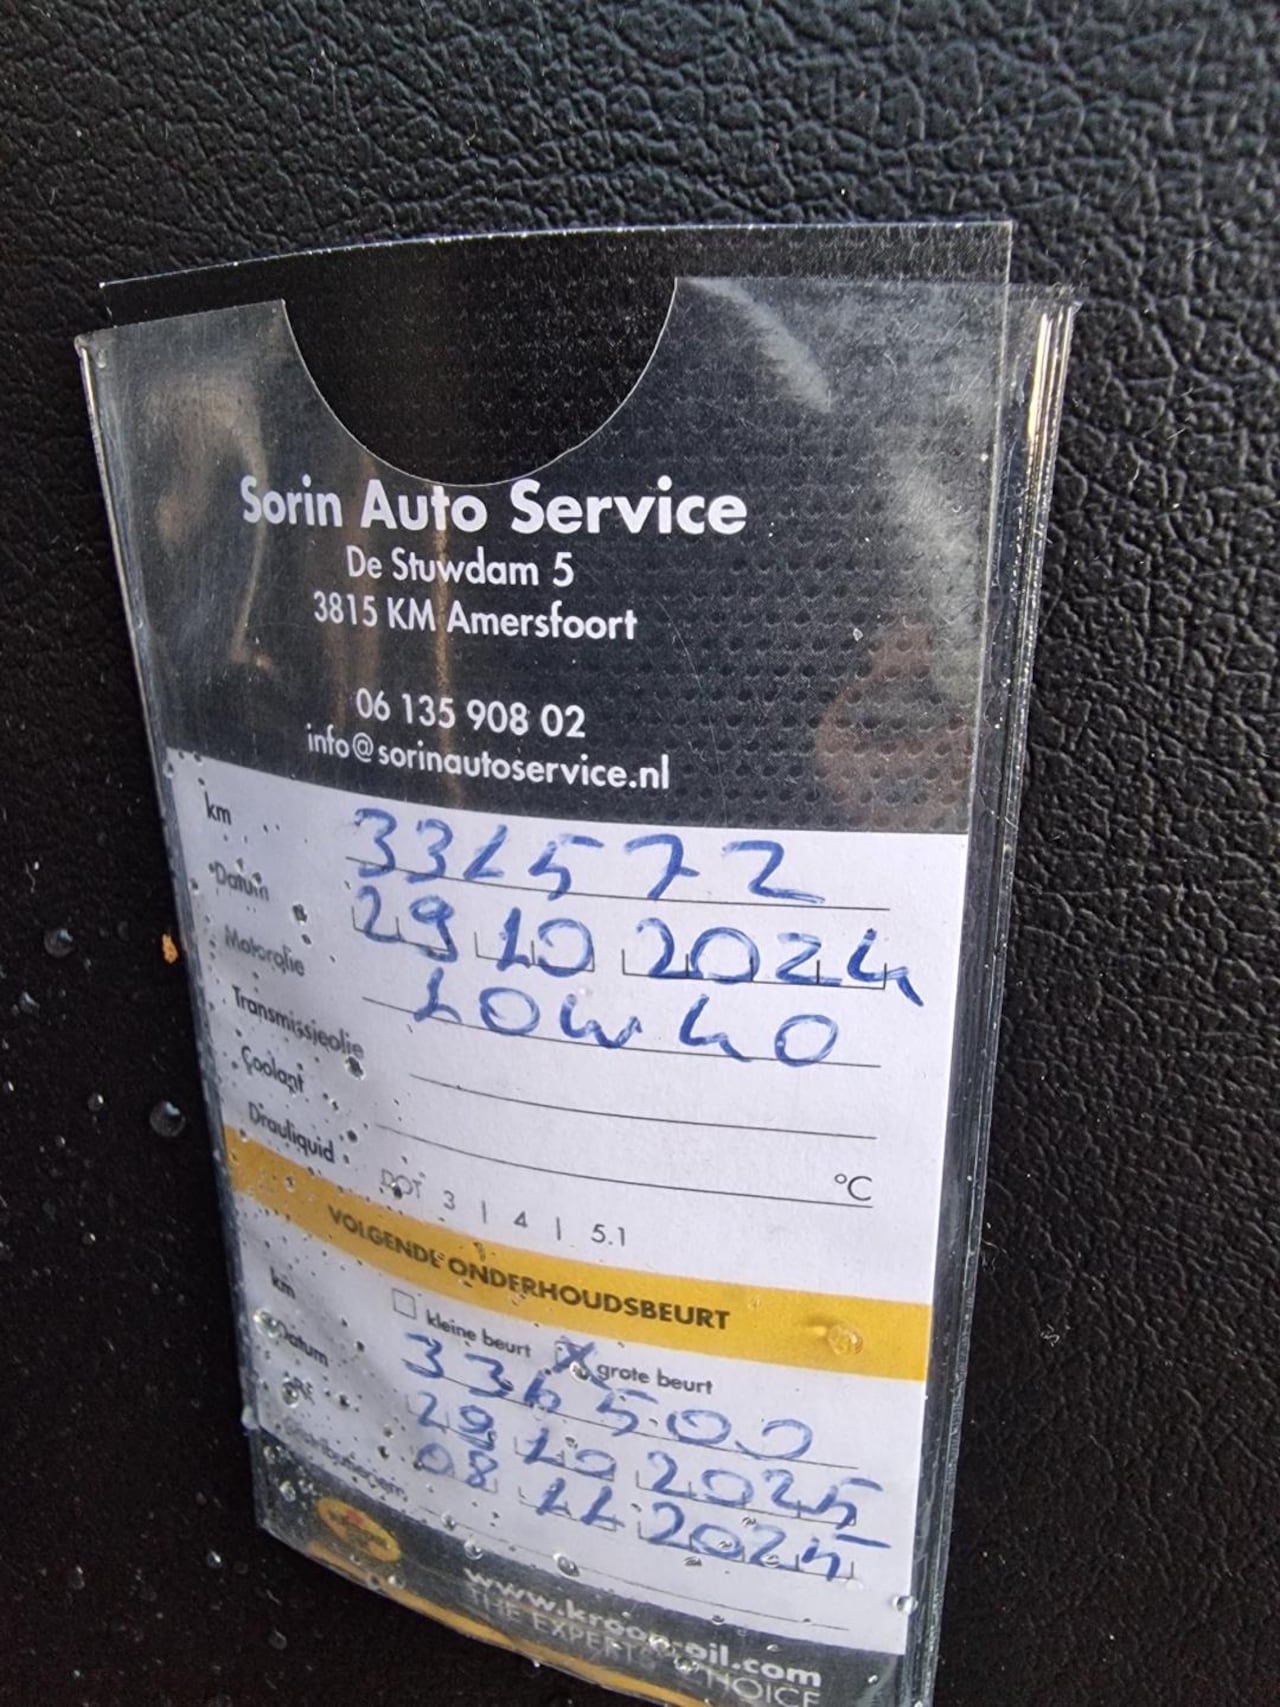 Sorin Auto Service
De Stuwdam 5
3815 KM Amersfoort
06 135 908 02
info@sorinautoservice.nl
km 331572
Datum 29 10 2024
Motorolie 10W40
Transmissieolie
Coolant °C
DOT 3 | 4 | 5.1
VOLGENDE ONDERHOUDSBEURT
kleine beurt X grote beurt
km 336500
Datum 29 10 2025
08 11 2025
www.kroon-oil.com
THE EXPERTS' CHOICE